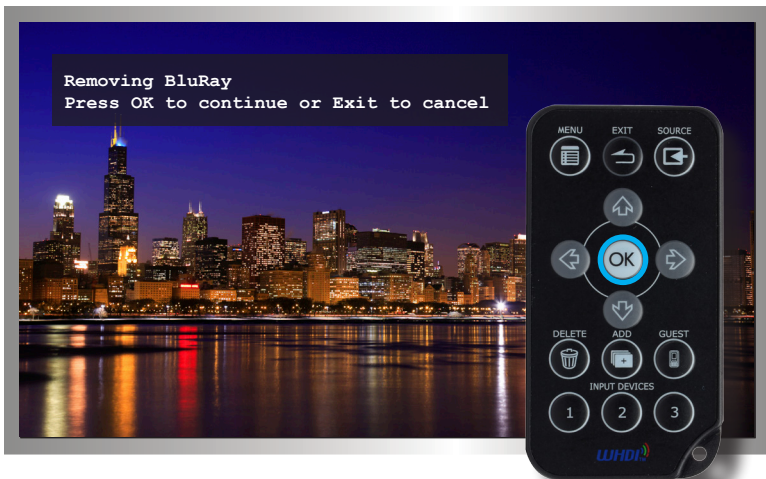 Removing BluRay
Press OK to continue or Exit to cancel
MENU EXIT SOURCE
OK
DELETE ADD GUEST
INPUT DEVICES
1 2 3
WHDI